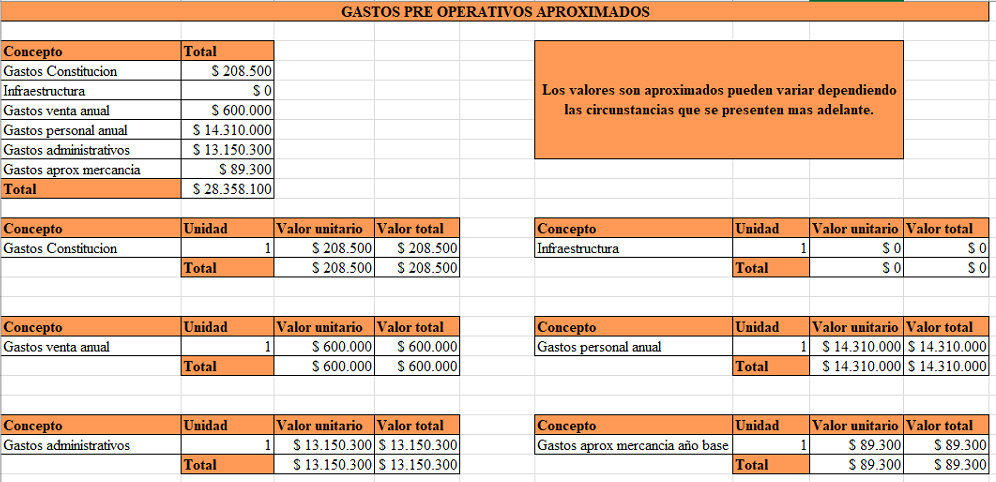 GASTOS PRE OPERATIVOS APROXIMADOS
Concepto Total
Gastos Constitucion $ 208.500
Infraestructura $ 0
Gastos venta anual $ 600.000
Gastos personal anual $ 14.310.000
Gastos administrativos $ 13.150.300
Gastos aprox mercancia $ 89.300
Total $ 28.358.100
Los valores son aproximados pueden variar dependiendo
las circunstancias que se presenten mas adelante.
Concepto Unidad Valor unitario Valor total
Gastos Constitucion 1 $ 208.500 $ 208.500
Total $ 208.500 $ 208.500
Concepto Unidad Valor unitario Valor total
Infraestructura 1 $ 0 $ 0
Total $ 0 $ 0
Concepto Unidad Valor unitario Valor total
Gastos venta anual 1 $ 600.000 $ 600.000
Total $ 600.000 $ 600.000
Concepto Unidad Valor unitario Valor total
Gastos personal anual 1 $ 14.310.000 $ 14.310.000
Total $ 14.310.000 $ 14.310.000
Concepto Unidad Valor unitario Valor total
Gastos administrativos 1 $ 13.150.300 $ 13.150.300
Total $ 13.150.300 $ 13.150.300
Concepto Unidad Valor unitario Valor total
Gastos aprox mercancia año base 1 $ 89.300 $ 89.300
Total $ 89.300 $ 89.300